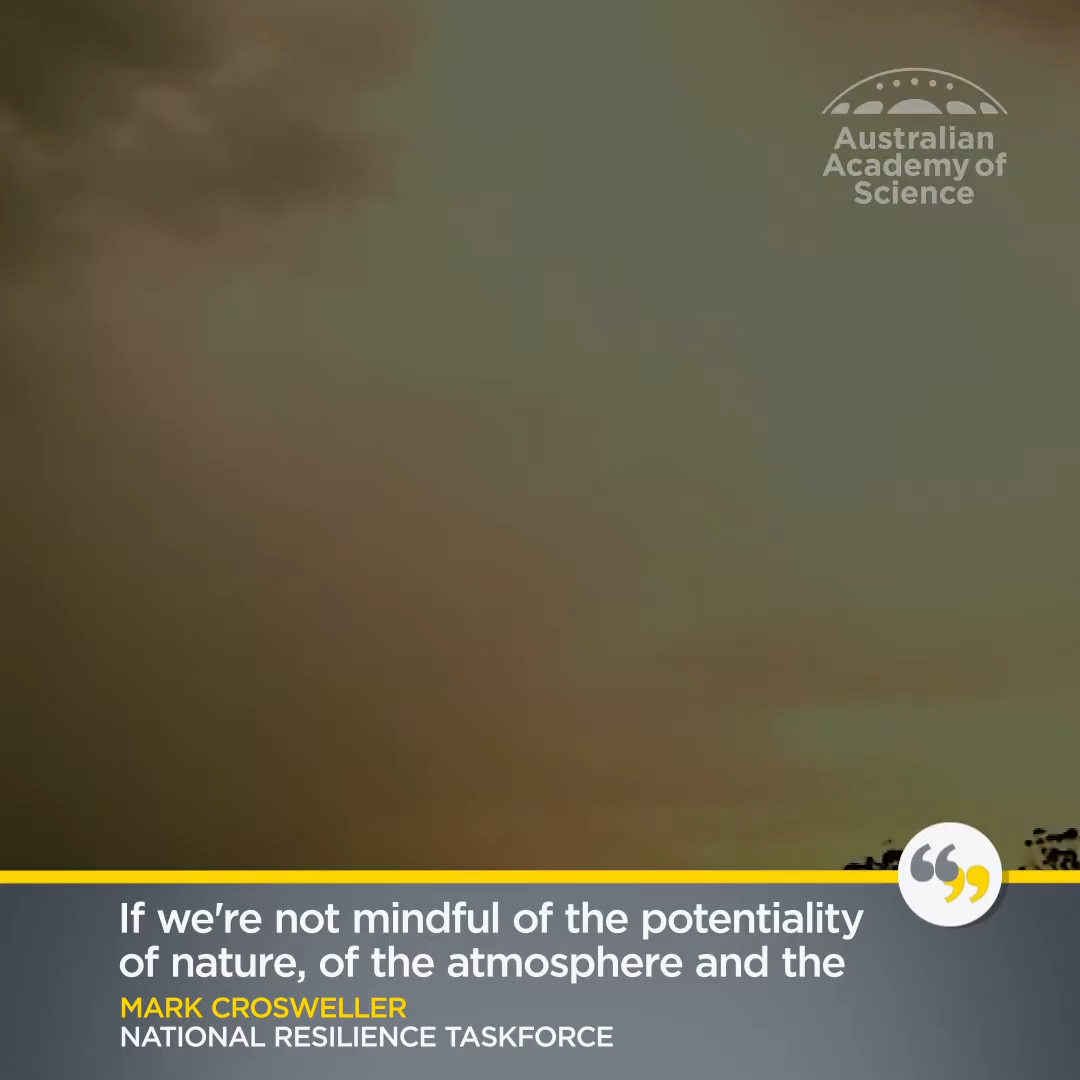 Australian
Academy of
Science
If we're not mindful of the potentiality
of nature, of the atmosphere and the
MARK CROSWELLER
NATIONAL RESILIENCE TASKFORCE